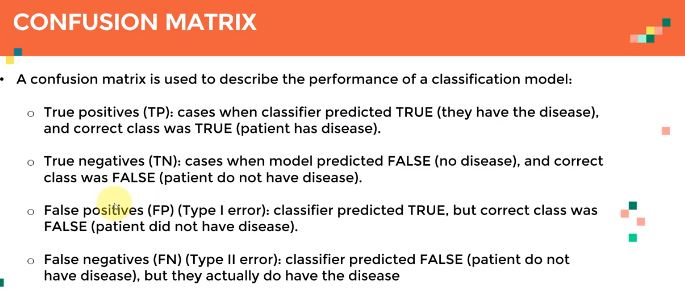 CONFUSION MATRIX
• A confusion matrix is used to describe the performance of a classification model:
○ True positives (TP): cases when classifier predicted TRUE (they have the disease),
and correct class was TRUE (patient has disease).
○ True negatives (TN): cases when model predicted FALSE (no disease), and correct
class was FALSE (patient do not have disease).
○ False positives (FP) (Type I error): classifier predicted TRUE, but correct class was
FALSE (patient did not have disease).
○ False negatives (FN) (Type II error): classifier predicted FALSE (patient do not
have disease), but they actually do have the disease